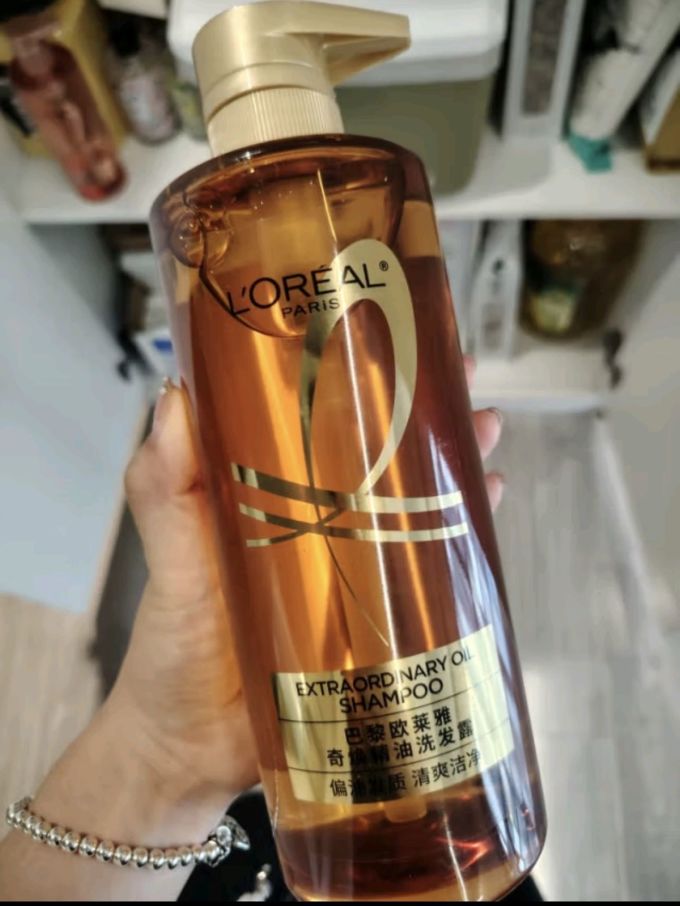 L'ORÉAL®
PARIS
EXTRAORDINARY OIL
SHAMPOO
巴黎欧莱雅
奇焕精油洗发露
偏油发质 清爽洁净